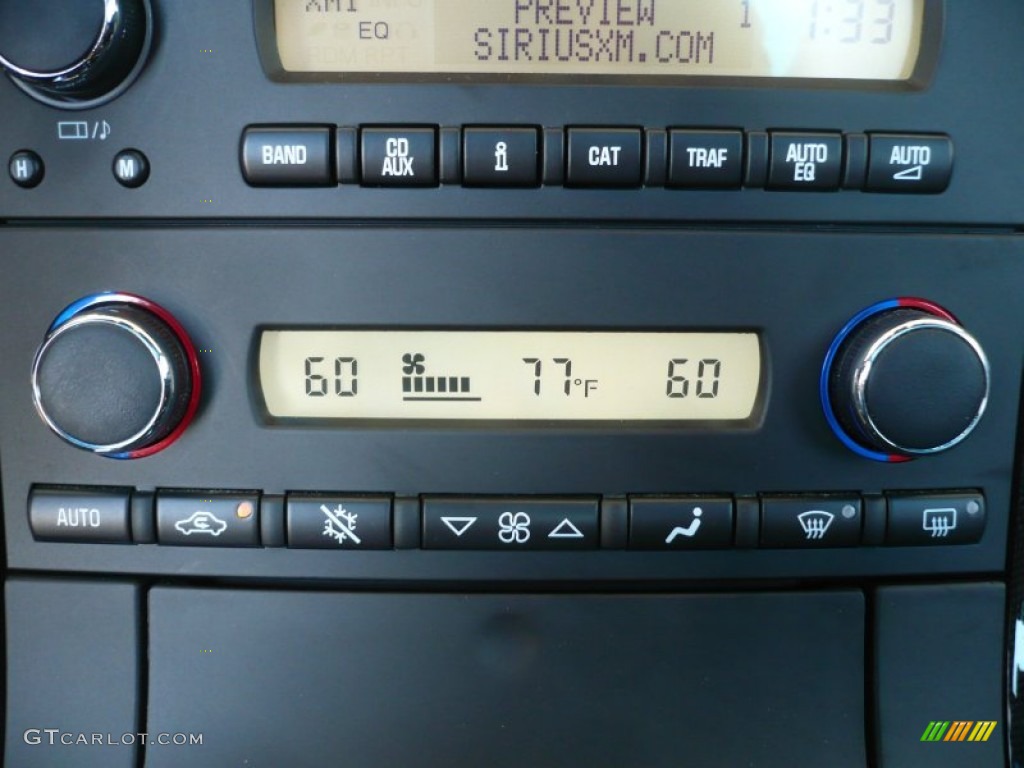 XM1
PREVIEW 1 1:33
EQ
SIRIUSXM.COM
H M
BAND CD AUX i CAT TRAF AUTO EQ AUTO
60 77°F 60
AUTO
GTCARLOT.COM